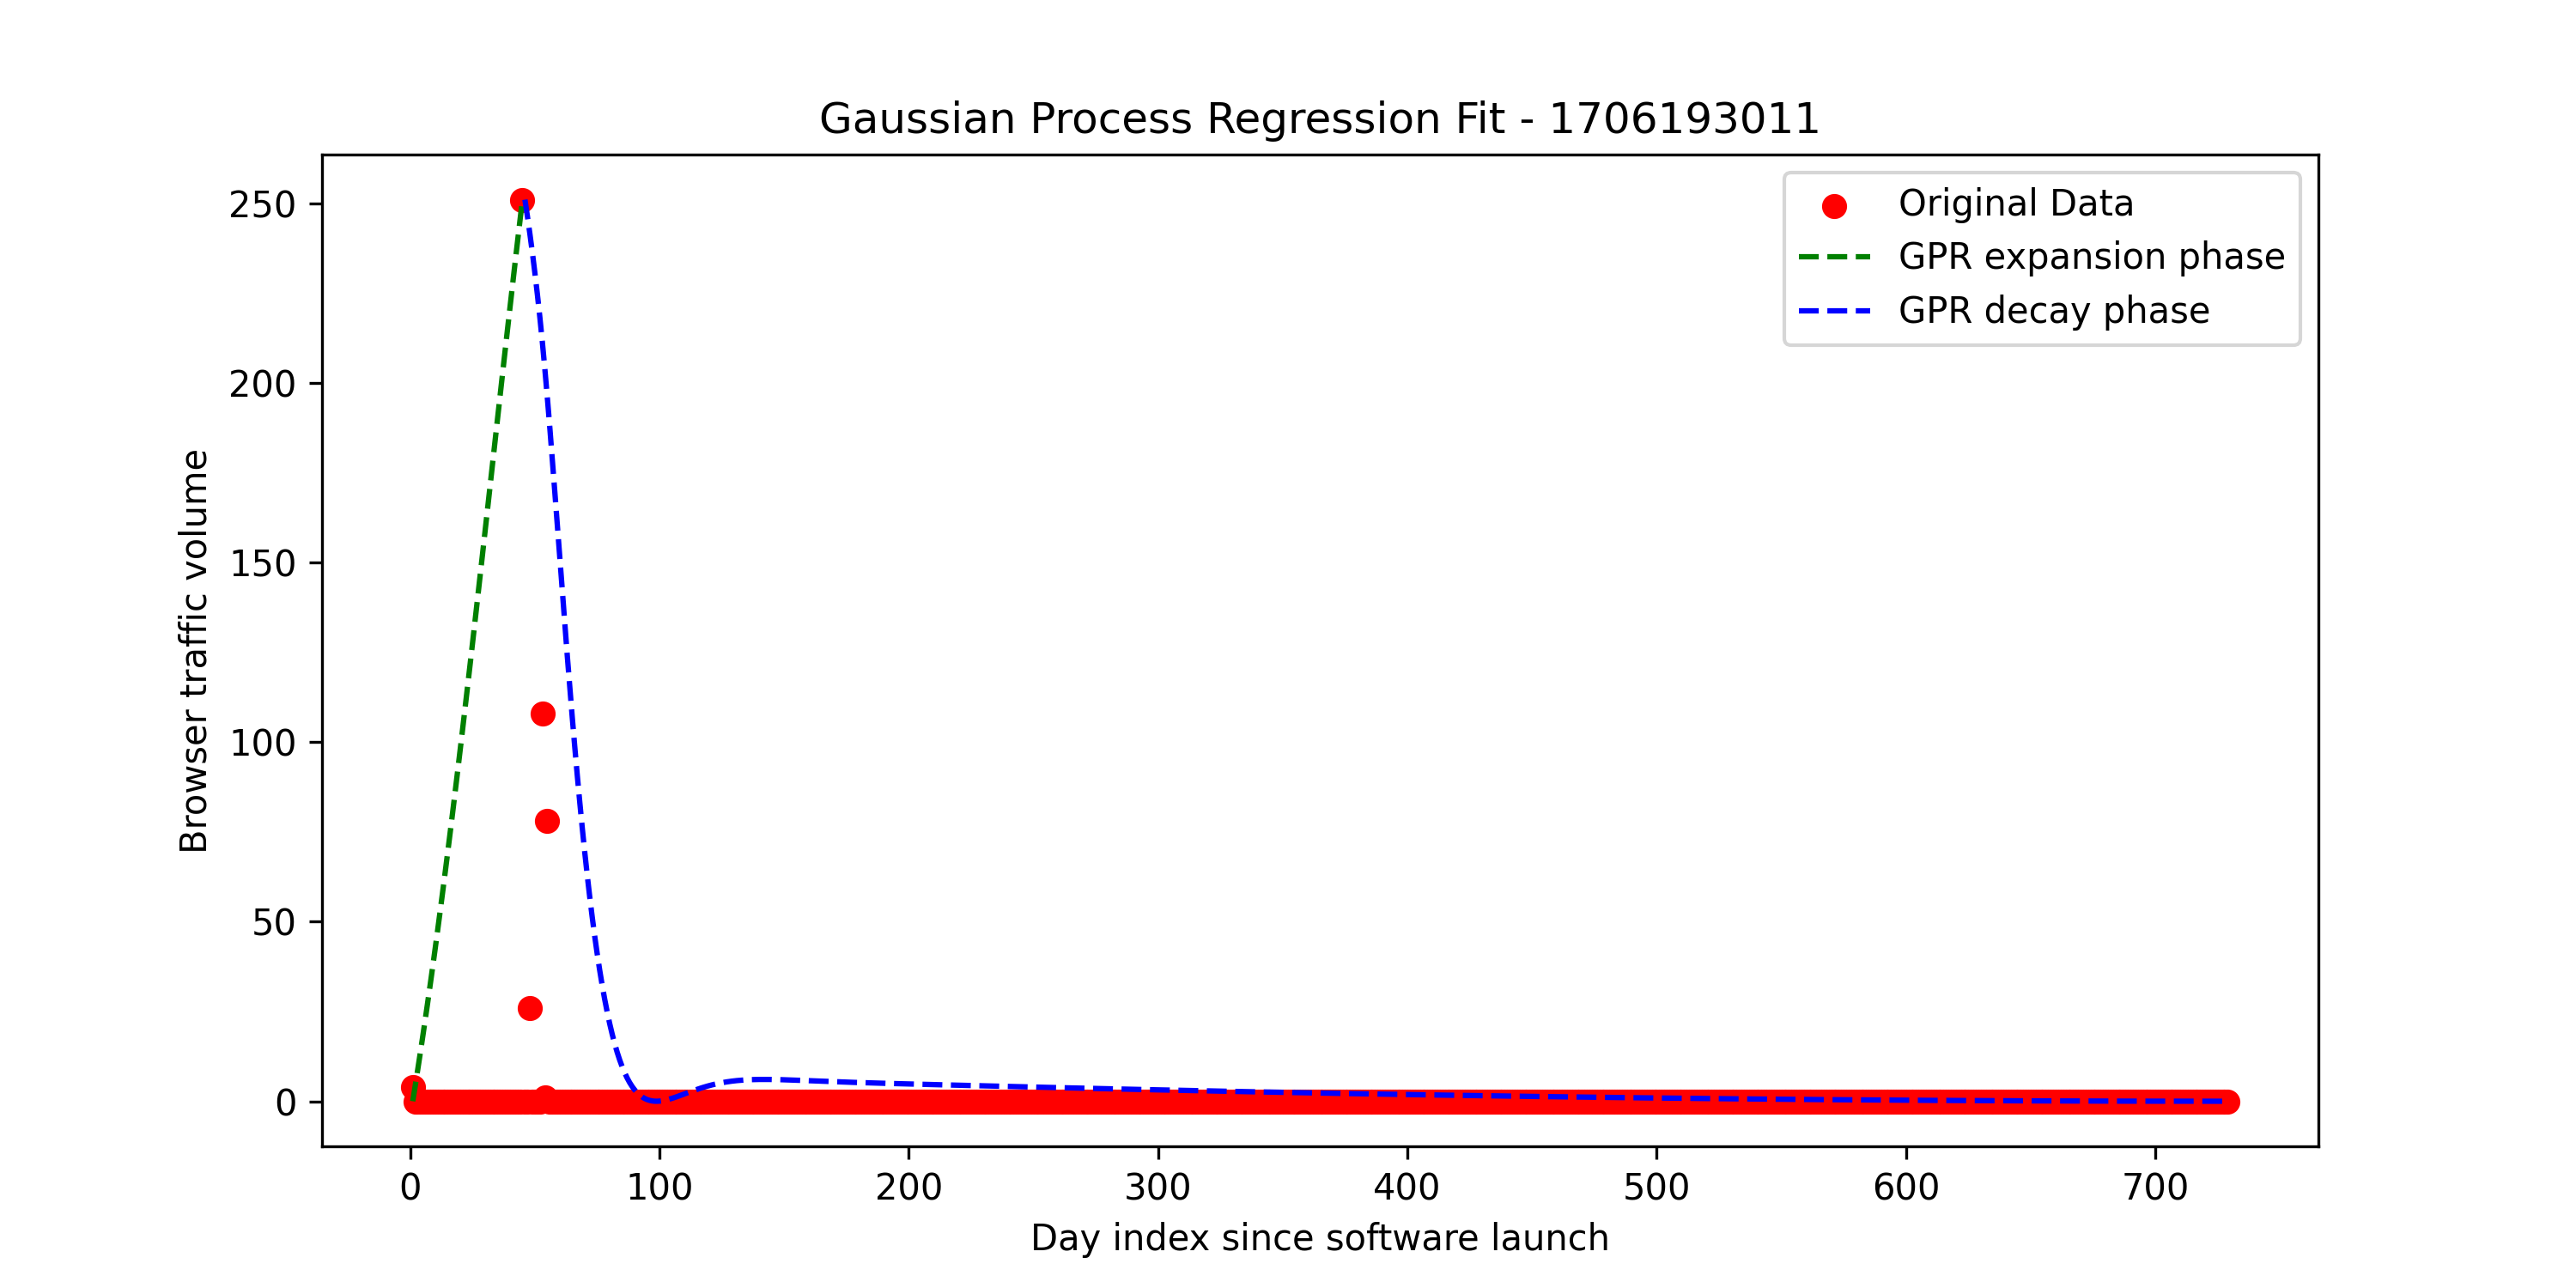 Gaussian Process Regression Fit - 1706193011
Original Data
GPR expansion phase
GPR decay phase
Browser traffic volume
250
200
150
100
50
0
0 100 200 300 400 500 600 700
Day index since software launch